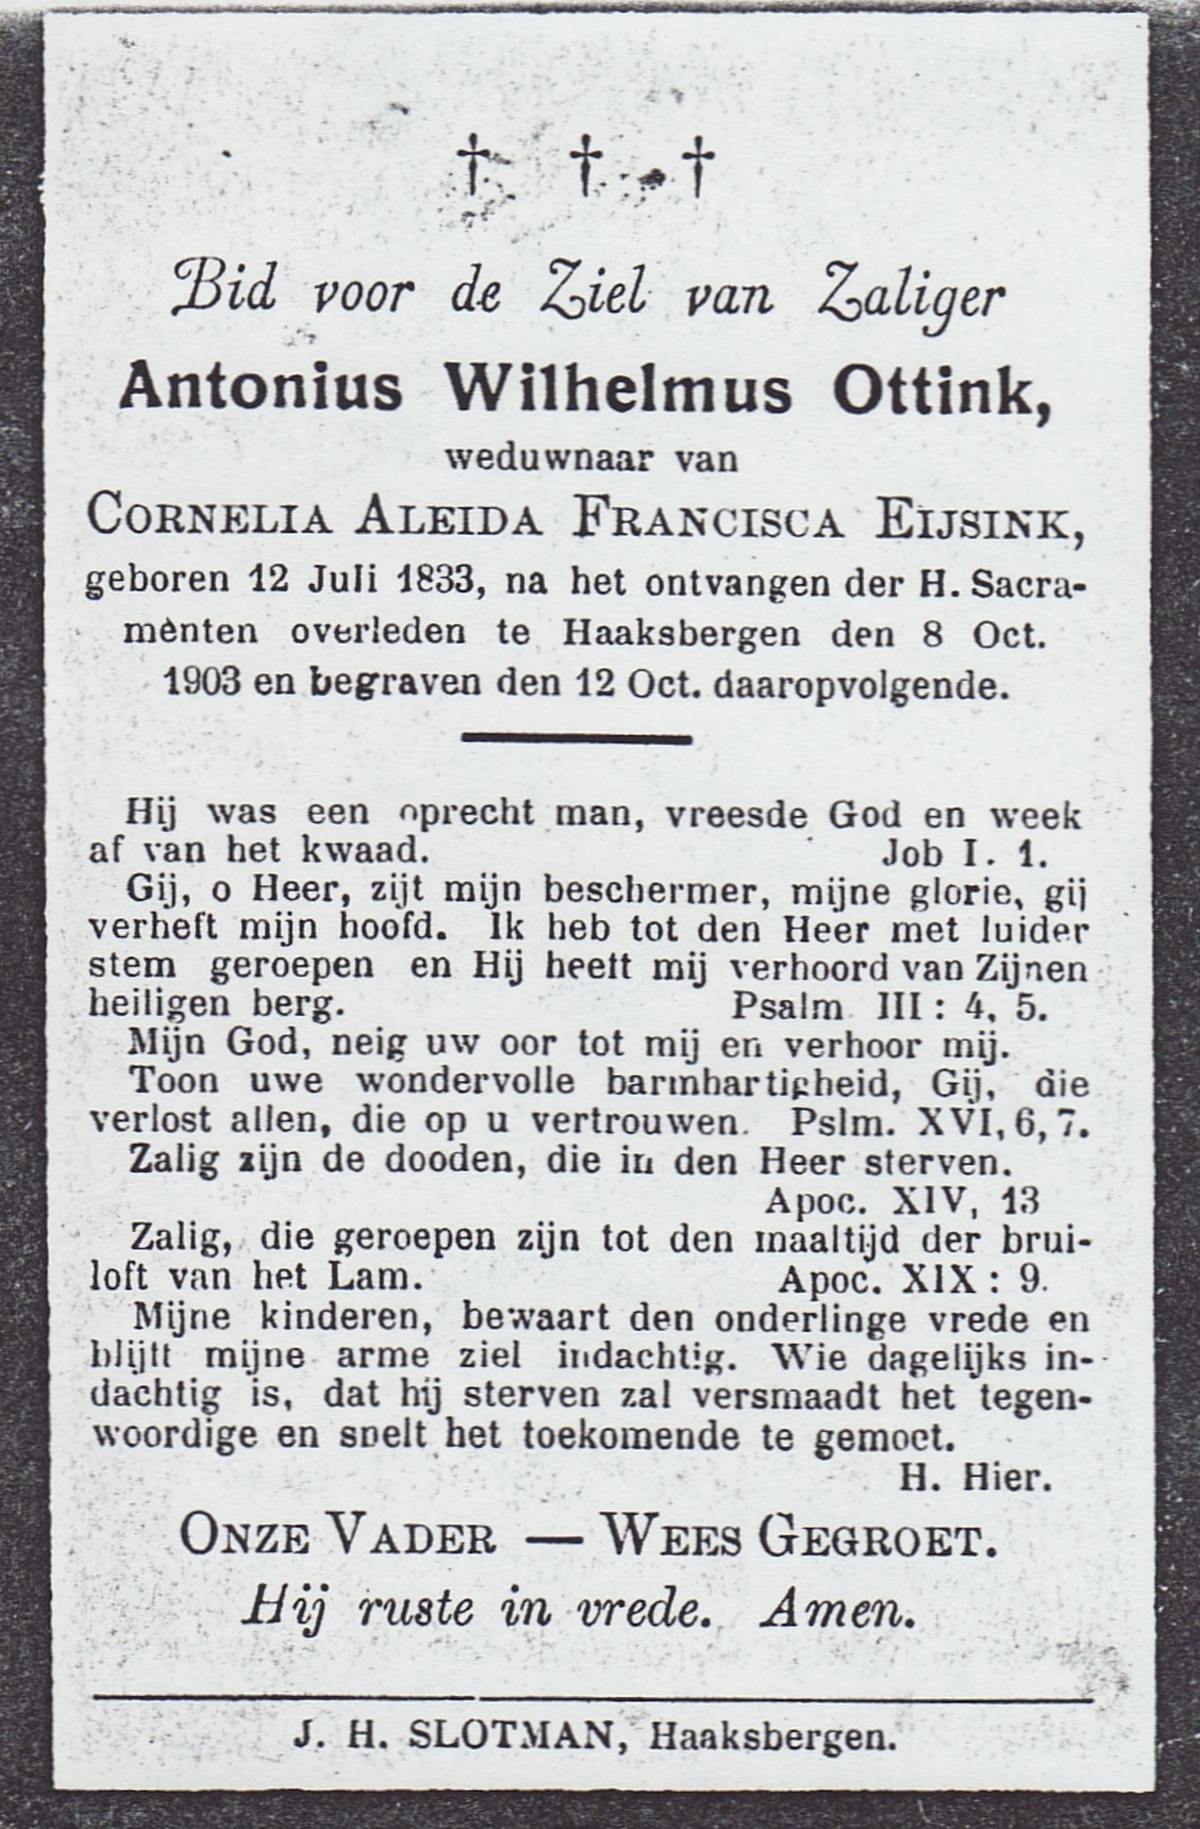 † † †
Bid voor de Ziel van Zaliger
Antonius Wilhelmus Ottink,
weduwnaar van
CORNELIA ALEIDA FRANCISCA EIJSINK,
geboren 12 Juli 1833, na het ontvangen der H. Sacra-
menten overleden te Haaksbergen den 8 Oct.
1903 en begraven den 12 Oct. daaropvolgende.
Hij was een oprecht man, vreesde God en week
af van het kwaad. Job I. 1.
Gij, o Heer, zijt mijn beschermer, mijne glorie, gij
verheft mijn hoofd. Ik heb tot den Heer met luider
stem geroepen en Hij heeft mij verhoord van Zijnen
heiligen berg. Psalm III: 4, 5.
Mijn God, neig uw oor tot mij en verhoor mij.
Toon uwe wondervolle barmhartigheid, Gij, die
verlost allen, die op u vertrouwen. Pslm. XVI, 6, 7.
Zalig zijn de dooden, die in den Heer sterven.
Apoc. XIV, 13
Zalig, die geroepen zijn tot den maaltijd der brui-
loft van het Lam. Apoc. XIX: 9.
Mijne kinderen, bewaart den onderlinge vrede en
blijft mijne arme ziel indachtig. Wie dagelijks in-
dachtig is, dat hij sterven zal versmaadt het tegen-
woordige en snelt het toekomende te gemoet.
H. Hier.
ONZE VADER — WEES GEGROET.
Hij ruste in vrede. Amen.
J. H. SLOTMAN, Haaksbergen.